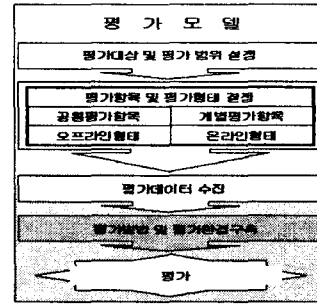 평 가 모 델
평가대상 및 평가 범위 설정
평가항목 및 평가형태 결정
공통평가항목 개별평가항목
오프라인형태 온라인형태
평가데이터 수집
평가방법 및 평가환경구축
평가